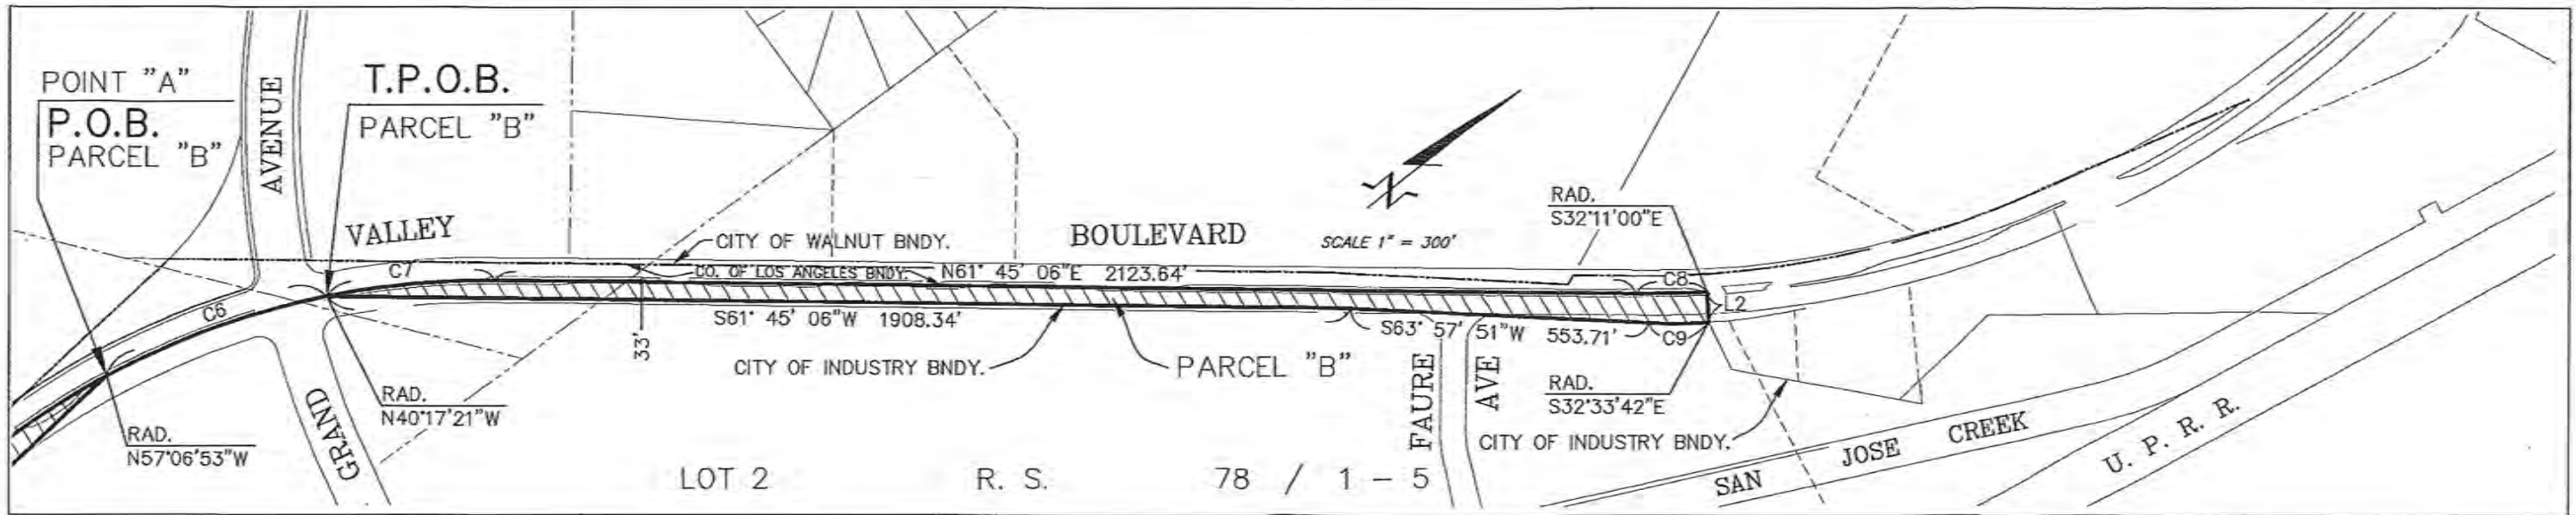 POINT "A"
P.O.B.
PARCEL "B"
AVENUE
T.P.O.B.
PARCEL "B"
VALLEY
BOULEVARD
CITY OF WALNUT BNDY.
SCALE 1" = 300'
RAD.
S32°11'00"E
C7
CO. OF LOS ANGELES BNDY.
N61° 45' 06"E 2123.64'
C8
C6
L2
S61° 45' 06"W 1908.34'
S63° 57' 51"W 553.71'
C9
33'
CITY OF INDUSTRY BNDY.
PARCEL "B"
FAURE
AVE
RAD.
S32°33'42"E
RAD.
N40°17'21"W
RAD.
N57°06'53"W
GRAND
CITY OF INDUSTRY BNDY.
SAN JOSE CREEK
U. P. R. R.
LOT 2 R. S. 78 / 1 - 5